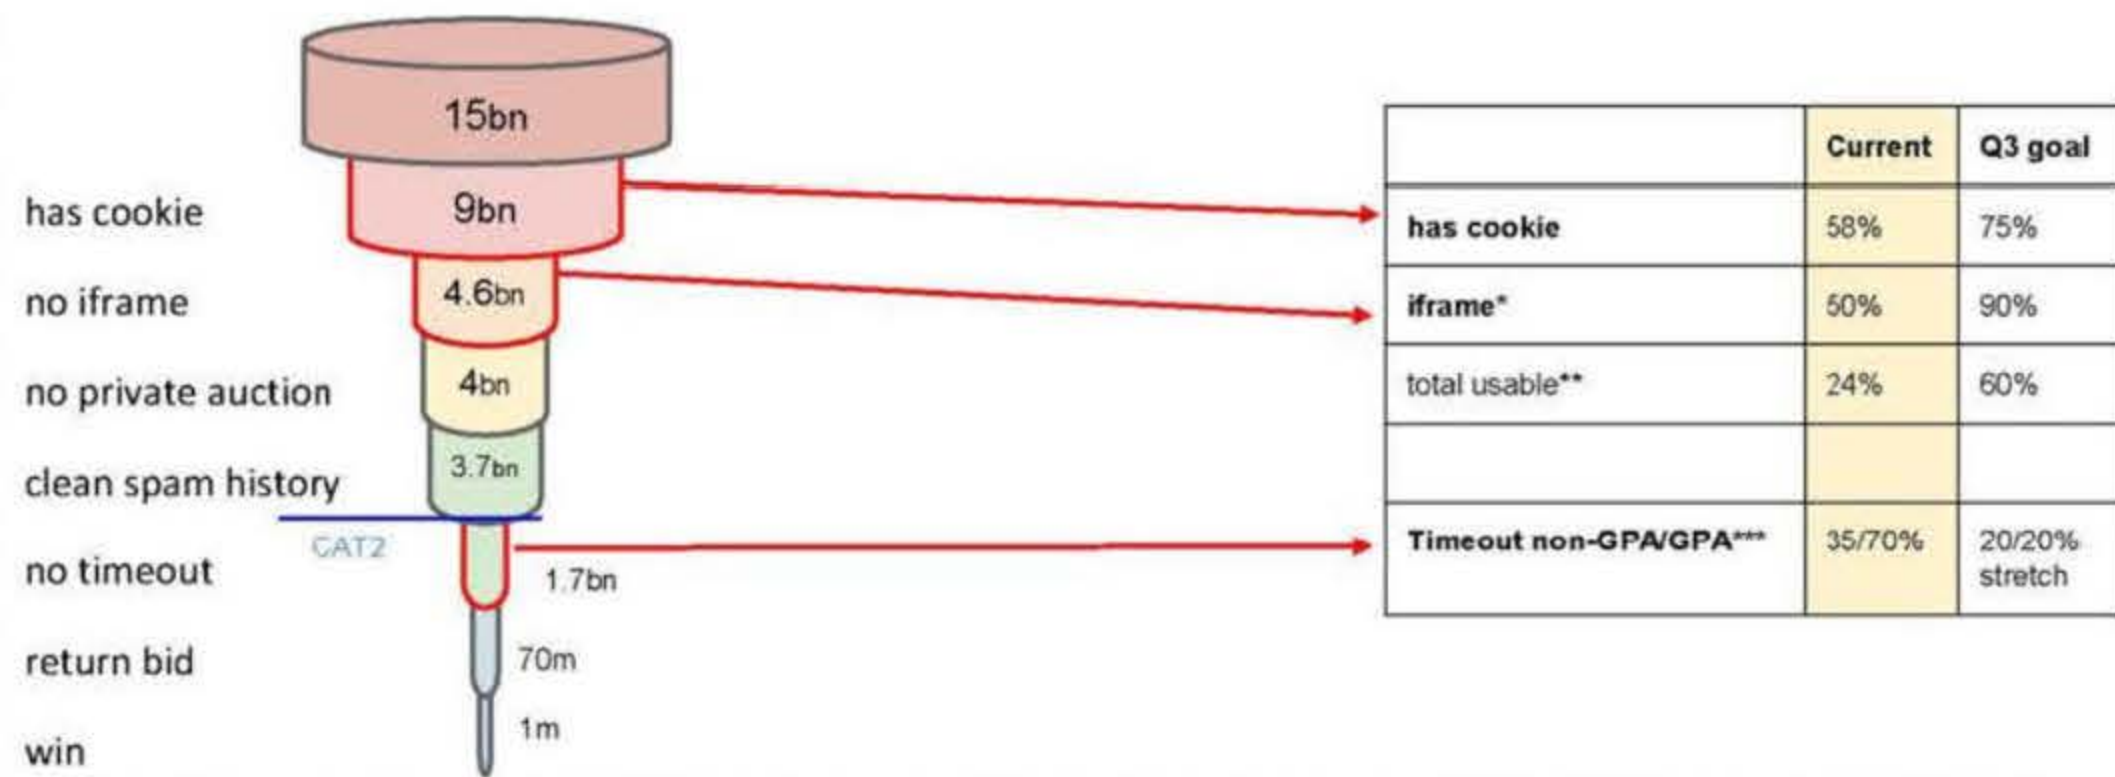 15bn
has cookie
9bn
no iframe
4.6bn
no private auction
4bn
clean spam history
3.7bn
CAT2
no timeout
1.7bn
return bid
70m
win
1m
Current Q3 goal
has cookie 58% 75%
iframe* 50% 90%
total usable** 24% 60%
Timeout non-GPA/GPA*** 35/70% 20/20%
stretch